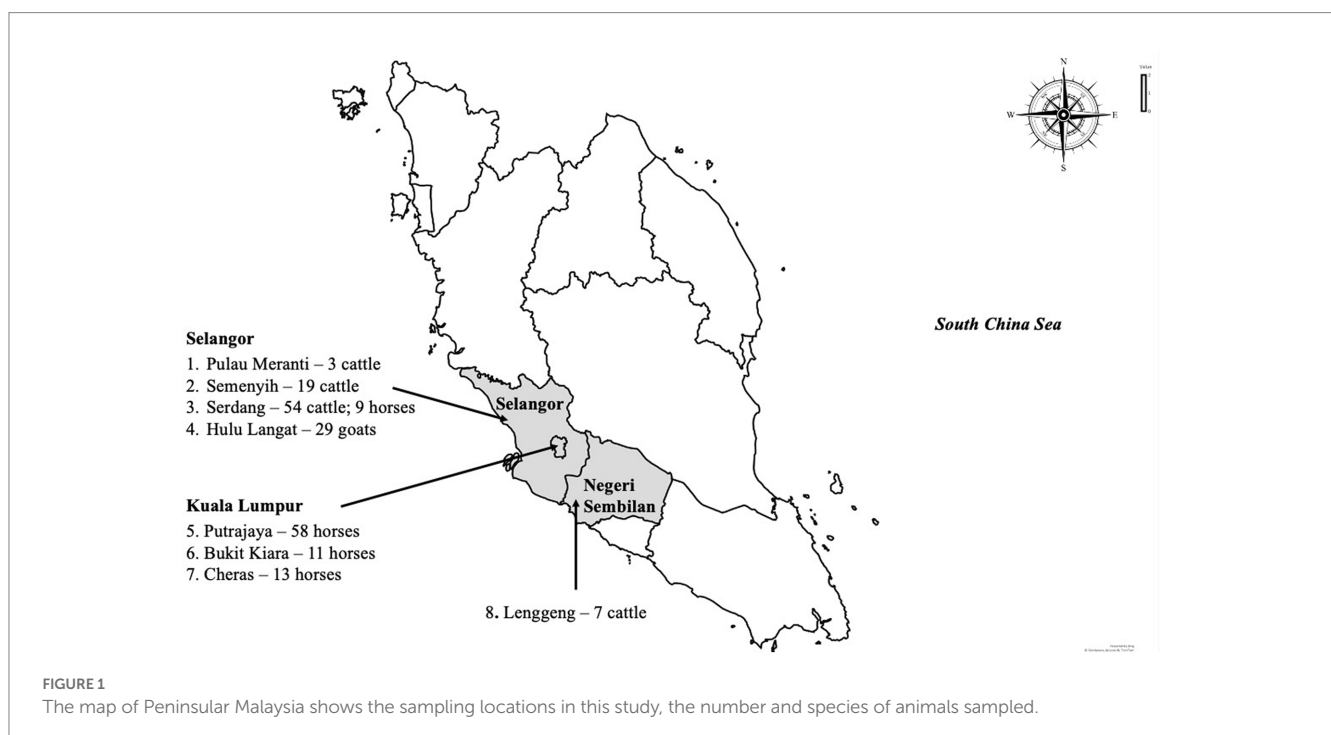 N
W
E
S
2
1
0
South China Sea
Selangor
1. Pulau Meranti – 3 cattle
2. Semenyih – 19 cattle
3. Serdang – 54 cattle; 9 horses
4. Hulu Langat – 29 goats
Selangor
Kuala Lumpur
5. Putrajaya – 58 horses
6. Bukit Kiara – 11 horses
7. Cheras – 13 horses
Negeri
Sembilan
8. Lenggeng – 7 cattle
FIGURE 1
The map of Peninsular Malaysia shows the sampling locations in this study, the number and species of animals sampled.